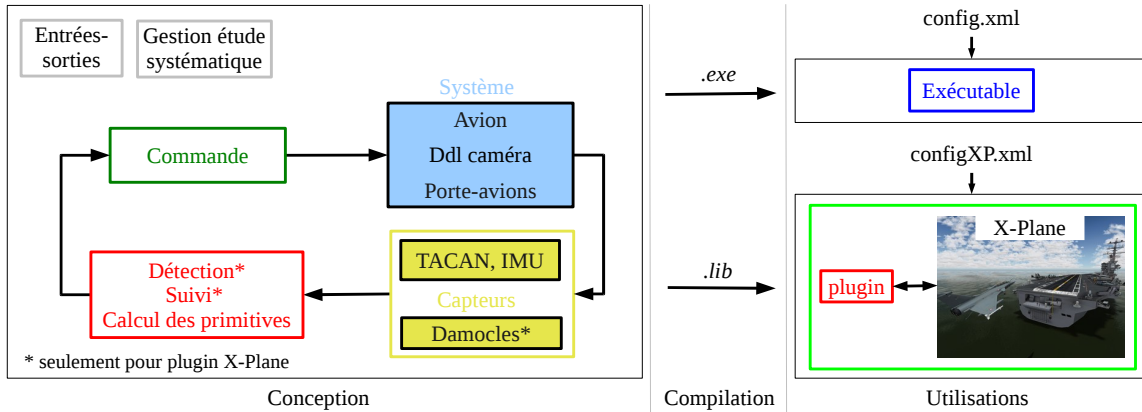 Entrées-
sorties
Gestion étude
systématique
Système
Avion
Ddl caméra
Porte-avions
Commande
Détection*
Suivi*
Calcul des primitives
TACAN, IMU
Capteurs
Damocles*
* seulement pour plugin X-Plane
Conception
.exe
.lib
Compilation
config.xml
Exécutable
configXP.xml
X-Plane
plugin
Utilisations